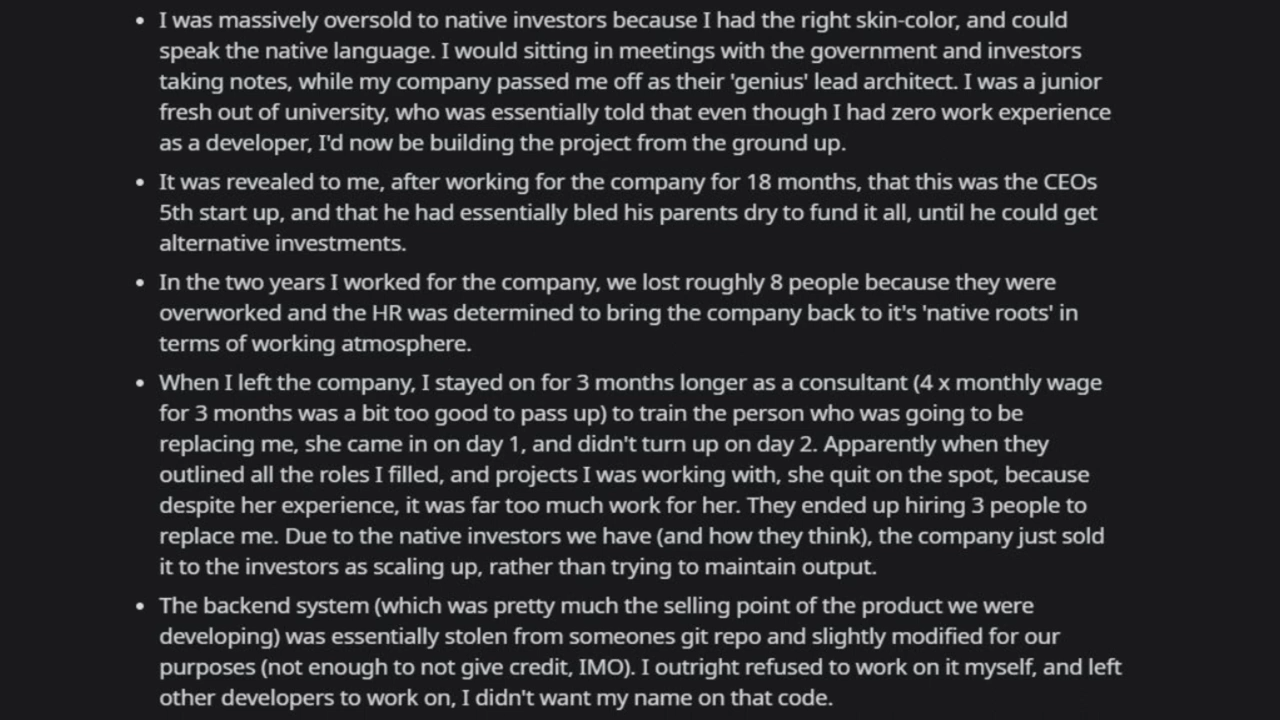 • I was massively oversold to native investors because I had the right skin-color, and could
speak the native language. I would sitting in meetings with the government and investors
taking notes, while my company passed me off as their 'genius' lead architect. I was a junior
fresh out of university, who was essentially told that even though I had zero work experience
as a developer, I'd now be building the project from the ground up.
• It was revealed to me, after working for the company for 18 months, that this was the CEOs
5th start up, and that he had essentially bled his parents dry to fund it all, until he could get
alternative investments.
• In the two years I worked for the company, we lost roughly 8 people because they were
overworked and the HR was determined to bring the company back to it's 'native roots' in
terms of working atmosphere.
• When I left the company, I stayed on for 3 months longer as a consultant (4 x monthly wage
for 3 months was a bit too good to pass up) to train the person who was going to be
replacing me, she came in on day 1, and didn't turn up on day 2. Apparently when they
outlined all the roles I filled, and projects I was working with, she quit on the spot, because
despite her experience, it was far too much work for her. They ended up hiring 3 people to
replace me. Due to the native investors we have (and how they think), the company just sold
it to the investors as scaling up, rather than trying to maintain output.
• The backend system (which was pretty much the selling point of the product we were
developing) was essentially stolen from someones git repo and slightly modified for our
purposes (not enough to not give credit, IMO). I outright refused to work on it myself, and left
other developers to work on, I didn't want my name on that code.